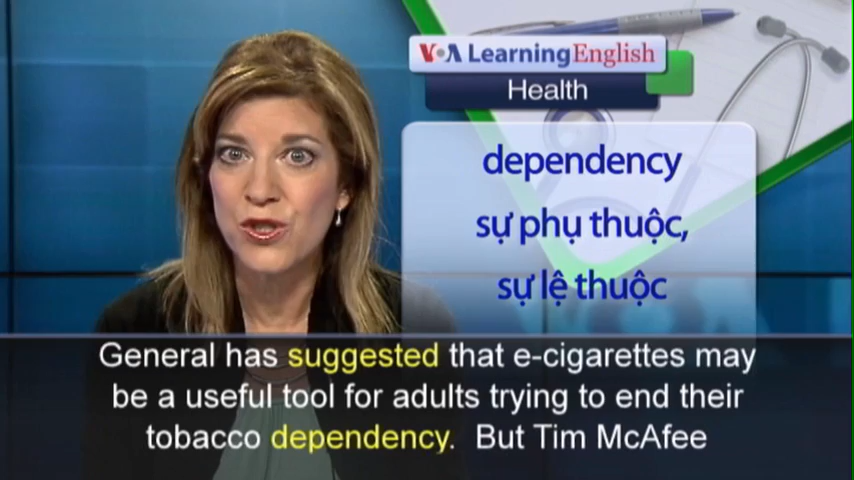 VOA Learning English
Health
dependency
sự phụ thuộc,
sự lệ thuộc
General has suggested that e-cigarettes may
be a useful tool for adults trying to end their
tobacco dependency. But Tim McAfee